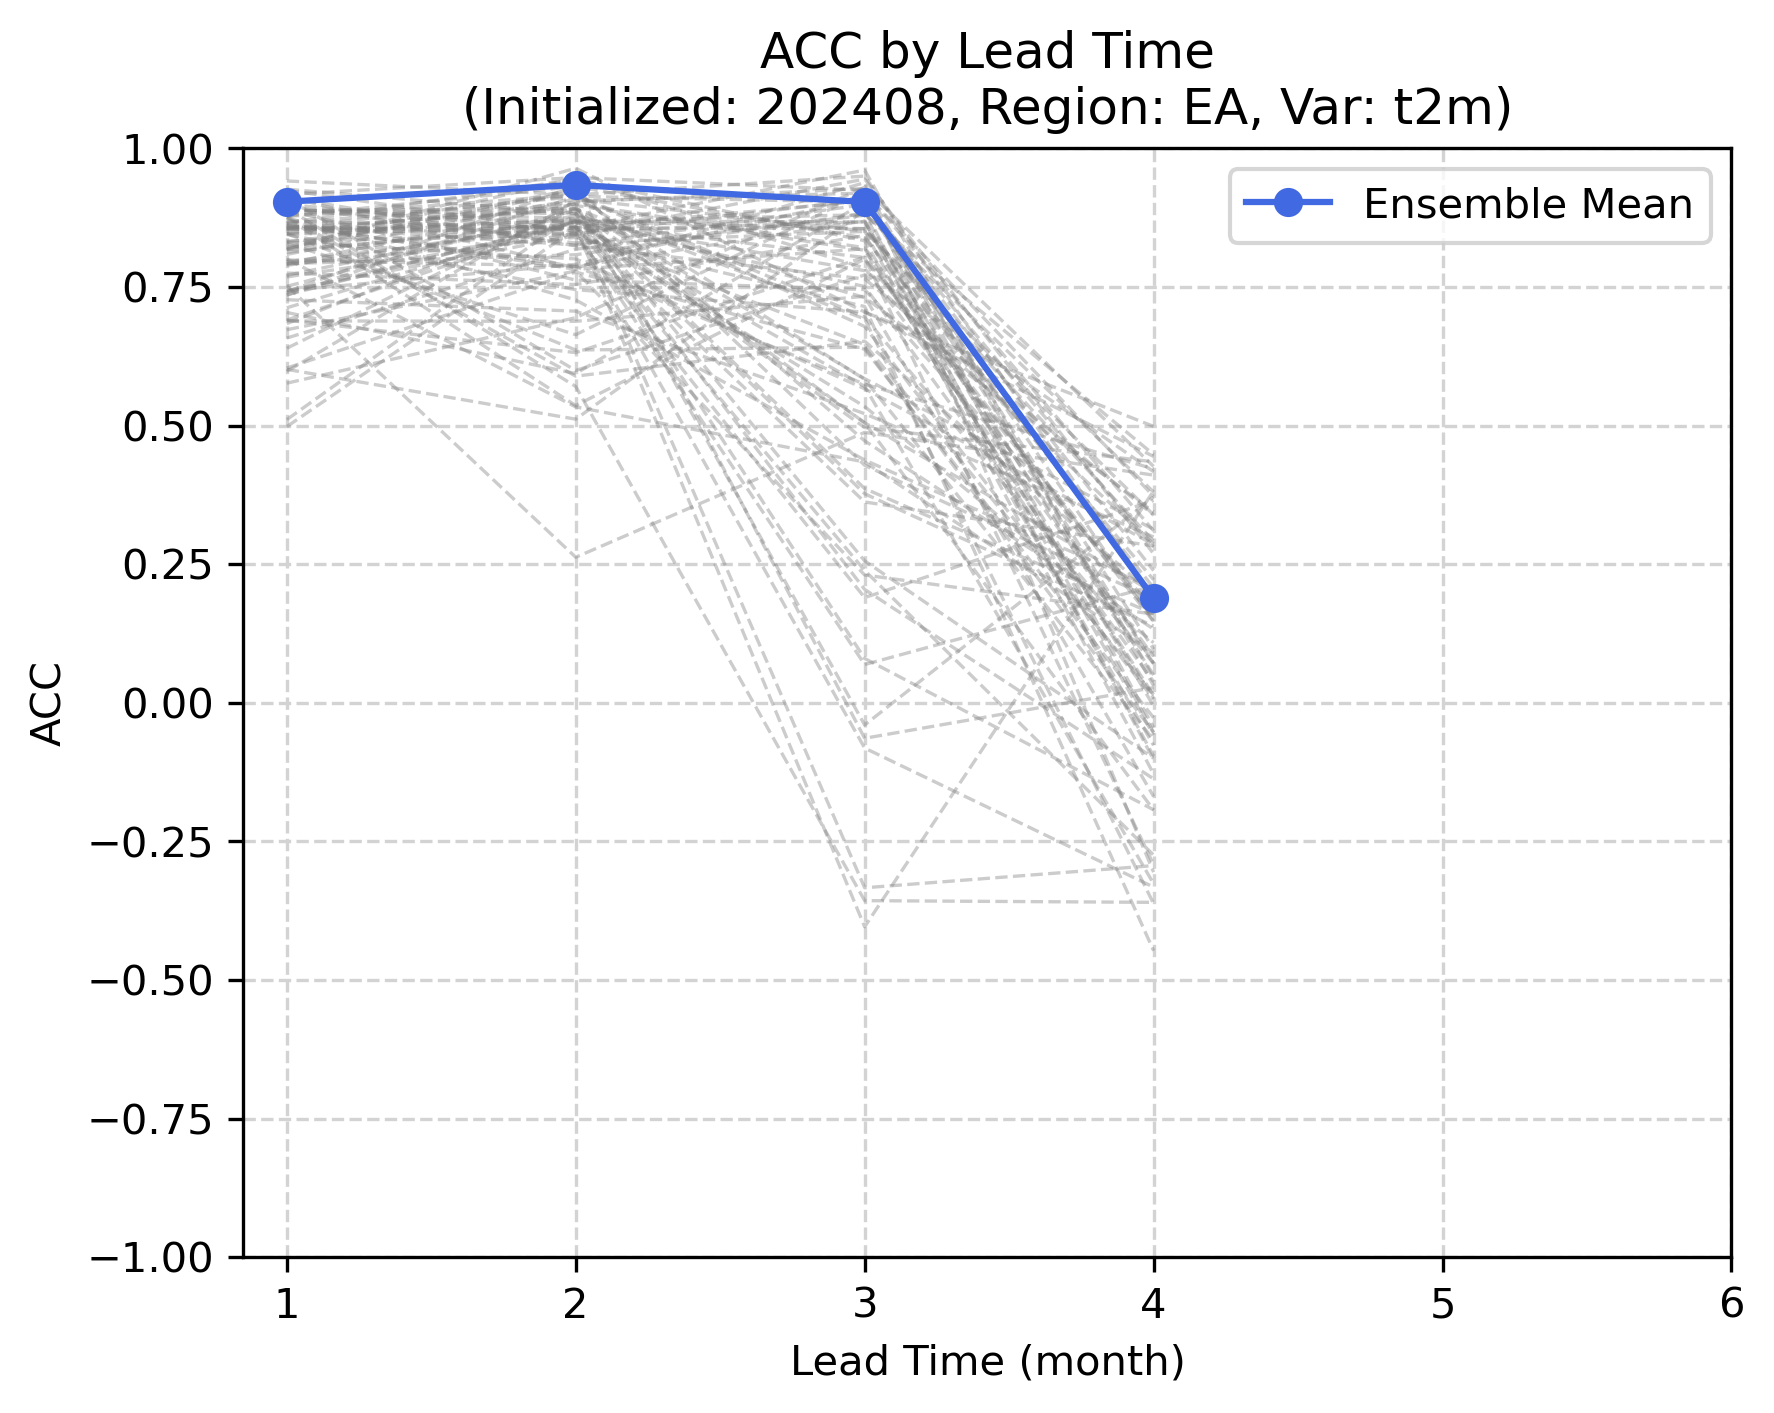 ACC by Lead Time
(Initialized: 202408, Region: EA, Var: t2m)
Ensemble Mean
ACC
1.00
0.75
0.50
0.25
0.00
−0.25
−0.50
−0.75
−1.00
1 2 3 4 5 6
Lead Time (month)